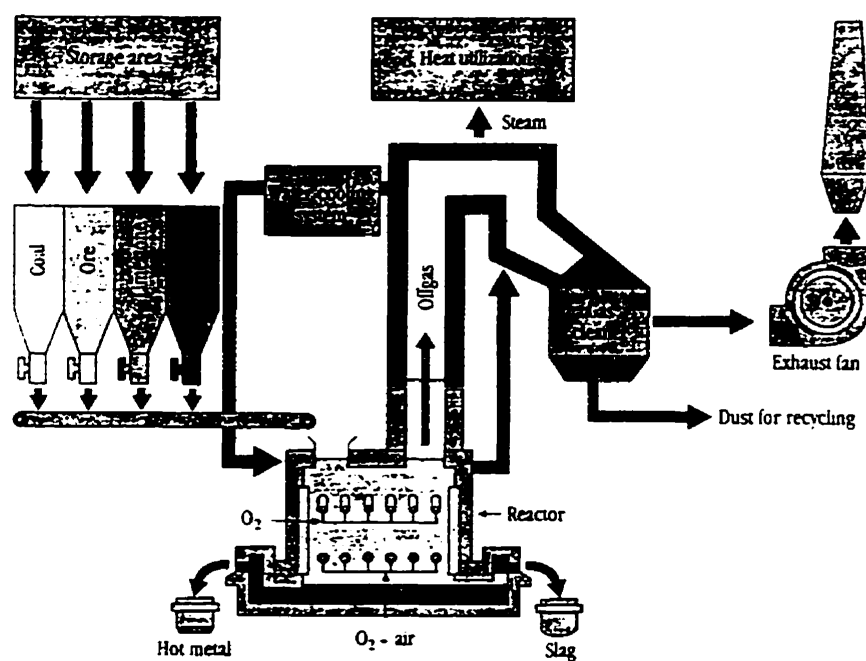 Storage area
Heat utilization
Steam
Coal
Ore
Offgas
Exhaust fan
Dust for recycling
O₂
Reactor
Hot metal
O₂ - air
Slag